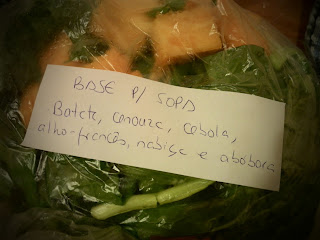 BASE P/ SOPA
Batata, cenoura, cebola,
alho-francês, nabiça e abóbora